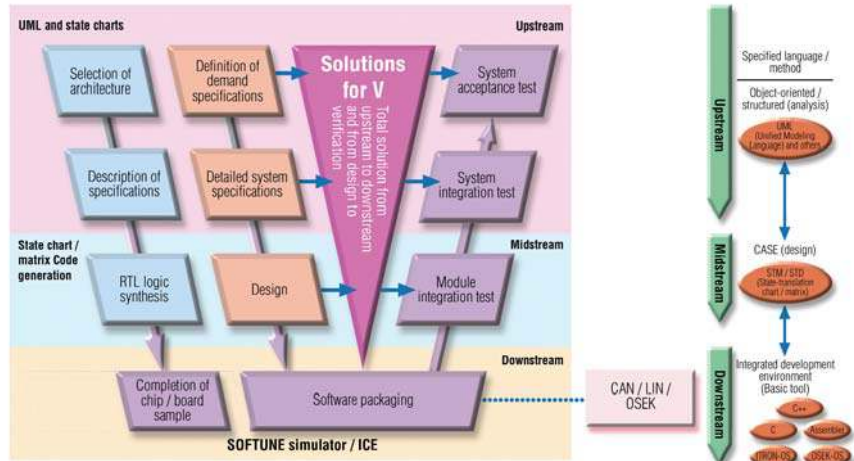 UML and state charts
Upstream
Selection of
architecture
Definition of
demand
specifications
Solutions
for V
Total solution from
upstream to downstream
and from design to
verification
System
acceptance test
Description of
specifications
Detailed system
specifications
System
integration test
State chart /
matrix Code
generation
Midstream
RTL logic
synthesis
Design
Module
integration test
Downstream
Completion of
chip / board
sample
Software packaging
SOFTUNE simulator / ICE
CAN / LIN /
OSEK
Upstream
Specified language /
method
Object-oriented /
structured (analysis)
UML
(Unified Modeling
Language) and others
Midstream
CASE (design)
STM / STD
(State-translation
chart / matrix)
Downstream
Integrated development
environment
(Basic tool)
C++
C
Assembler
ITRON-OS
OSEK-OS